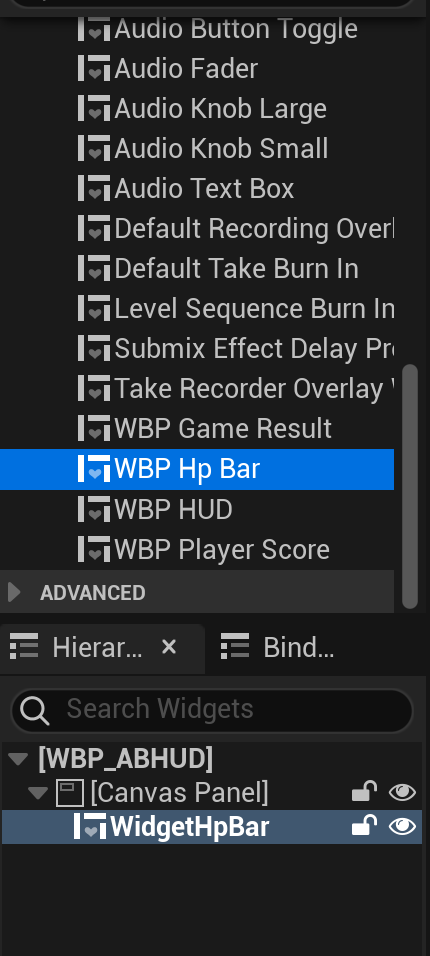 Audio Button Toggle
Audio Fader
Audio Knob Large
Audio Knob Small
Audio Text Box
Default Recording Overl
Default Take Burn In
Level Sequence Burn In
Submix Effect Delay Pr
Take Recorder Overlay
WBP Game Result
WBP Hp Bar
WBP HUD
WBP Player Score
ADVANCED
Hierar... × Bind...
Search Widgets
[WBP_ABHUD]
[Canvas Panel]
WidgetHpBar